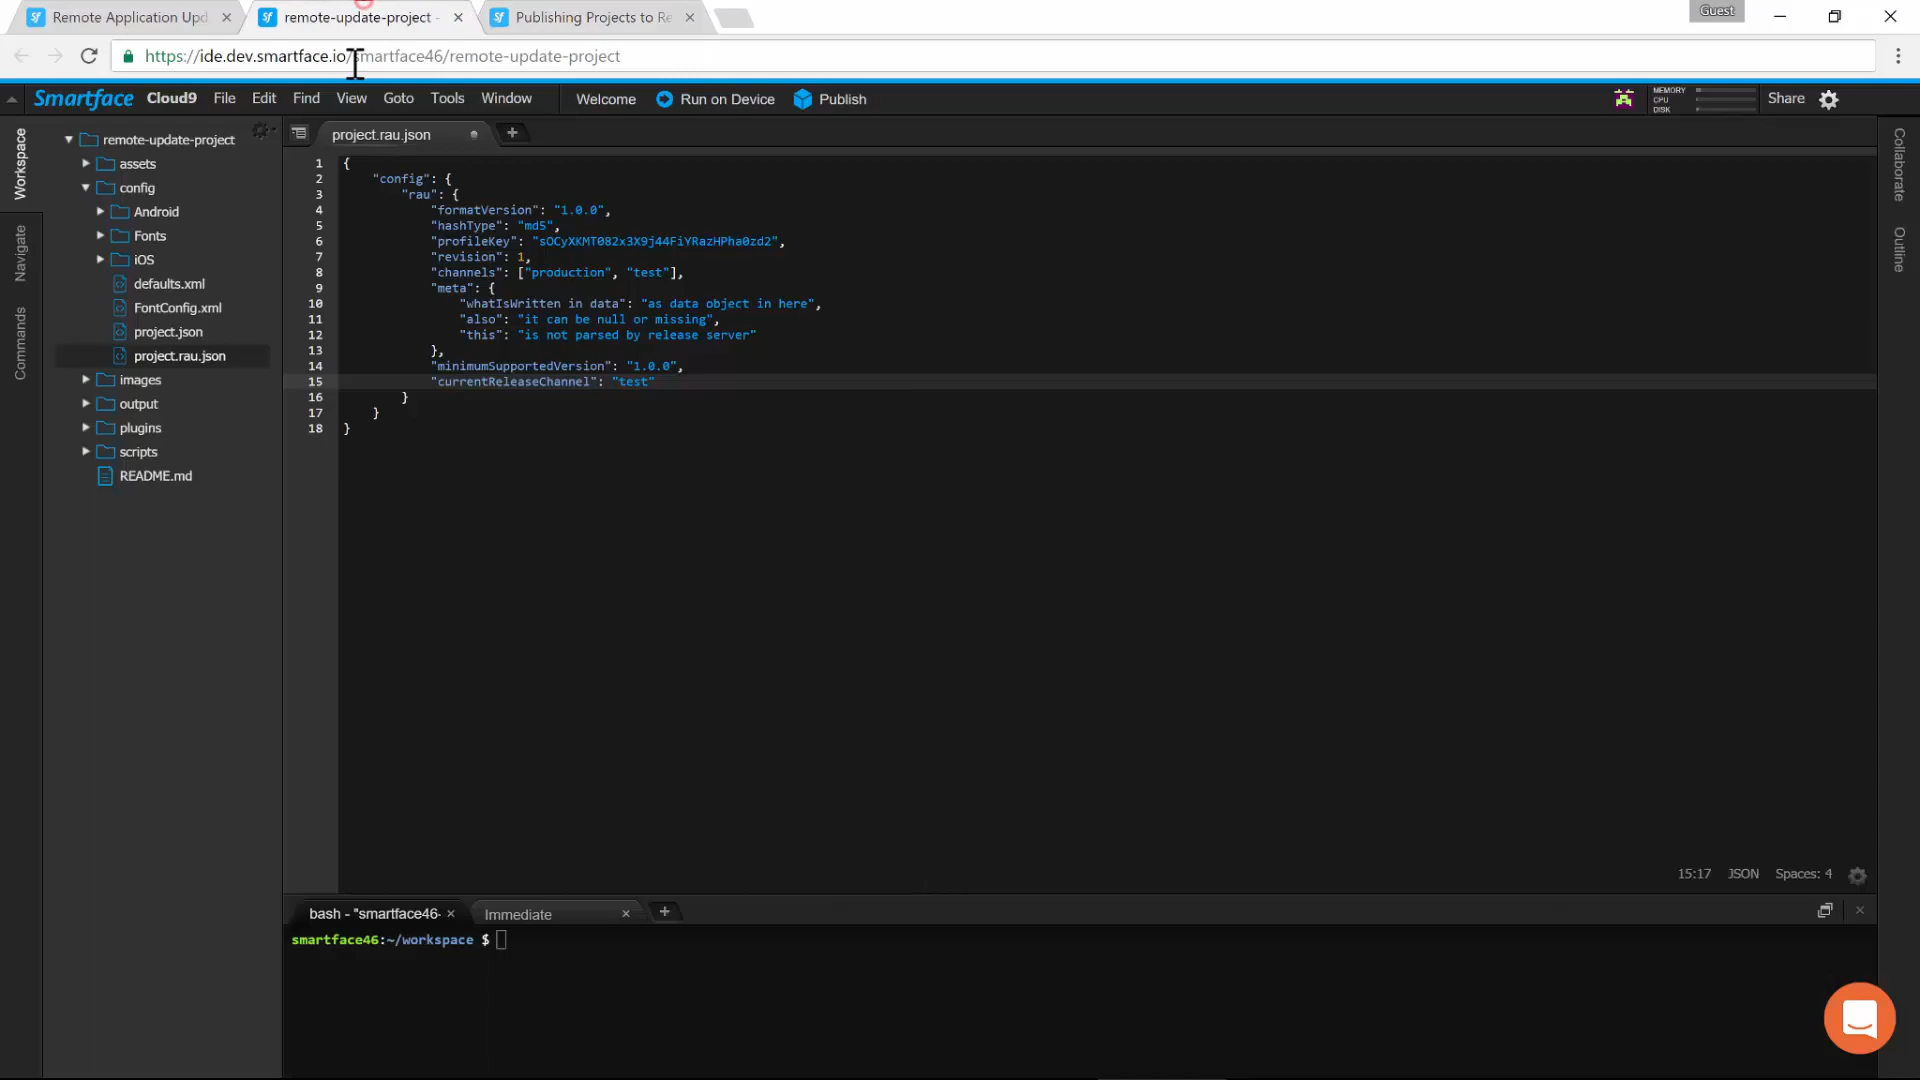 Remote Application Upd
remote-update-project -
Publishing Projects to Re
Guest
https://ide.dev.smartface.io/smartface46/remote-update-project
Smartface Cloud9 File Edit Find View Goto Tools Window Welcome Run on Device Publish
MEMORY
CPU
DISK
Share
Workspace
Navigate
Commands
remote-update-project
assets
config
Android
Fonts
iOS
defaults.xml
FontConfig.xml
project.json
project.rau.json
images
output
plugins
scripts
README.md
project.rau.json
1 {
2 "config": {
3 "rau": {
4 "formatVersion": "1.0.0",
5 "hashType": "md5",
6 "profileKey": "sOCyXKMT082x3X9j44FiYRazHPha0zd2",
7 "revision": 1,
8 "channels": ["production", "test"],
9 "meta": {
10 "whatIsWritten in data": "as data object in here",
11 "also": "it can be null or missing",
12 "this": "is not parsed by release server"
13 },
14 "minimumSupportedVersion": "1.0.0",
15 "currentReleaseChannel": "test"
16 }
17 }
18 }
15:17 JSON Spaces: 4
Collaborate
Outline
bash - "smartface46-
Immediate
smartface46:~/workspace $